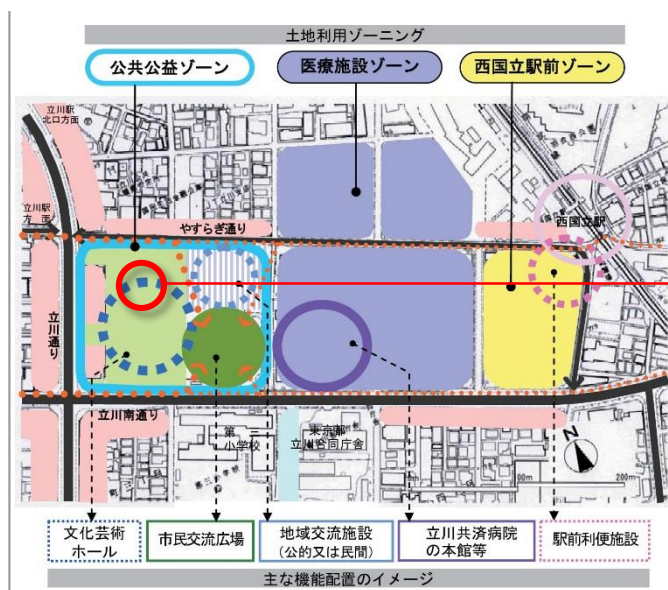 土地利用ゾーニング
公共公益ゾーン
医療施設ゾーン
西国立駅前ゾーン
立川駅
北口方面
立川駅
方面
やすらぎ通り
西国立駅
立川通り
立川南通り
第三
小学校
東京都
立川合同庁舎
N
200m
文化芸術
ホール
市民交流広場
地域交流施設
(公的又は民間)
立川共済病院
の本館等
駅前利便施設
主な機能配置のイメージ